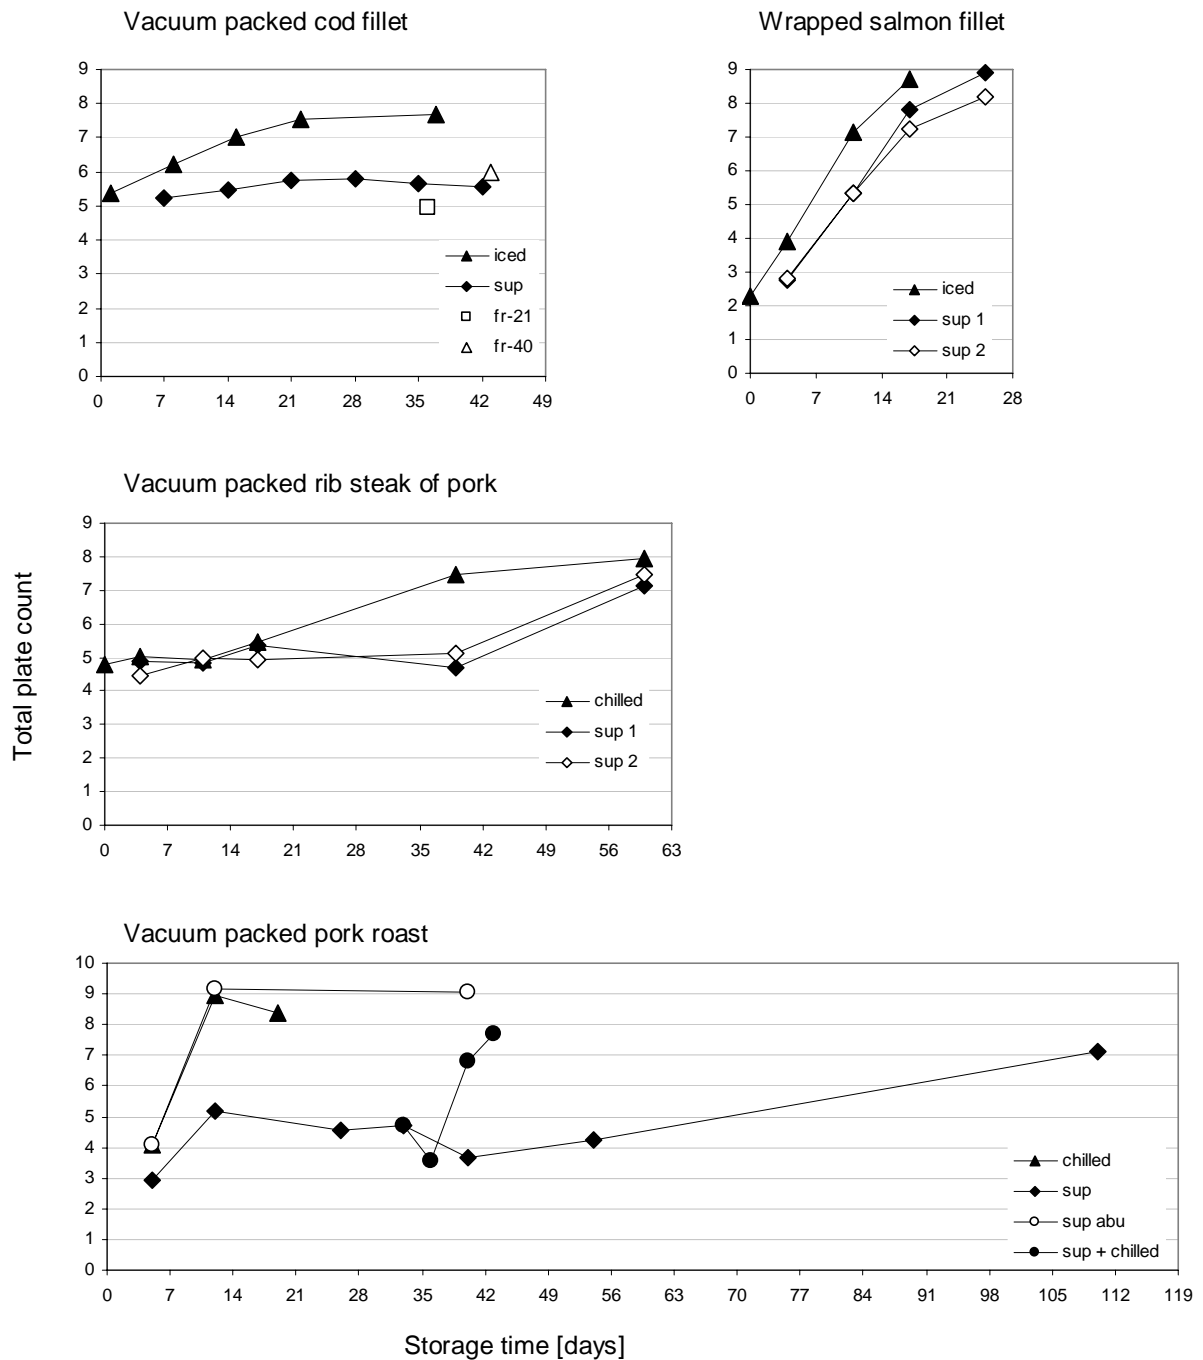 Vacuum packed cod fillet
9
8
7
6
5
4
3
2
1
0
0 7 14 21 28 35 42 49
iced
sup
fr-21
fr-40
Wrapped salmon fillet
9
8
7
6
5
4
3
2
1
0
0 7 14 21 28
iced
sup 1
sup 2
Vacuum packed rib steak of pork
Total plate count
9
8
7
6
5
4
3
2
1
0
0 7 14 21 28 35 42 49 56 63
chilled
sup 1
sup 2
Vacuum packed pork roast
10
9
8
7
6
5
4
3
2
1
0
0 7 14 21 28 35 42 49 56 63 70 77 84 91 98 105 112 119
chilled
sup
sup abu
sup + chilled
Storage time [days]